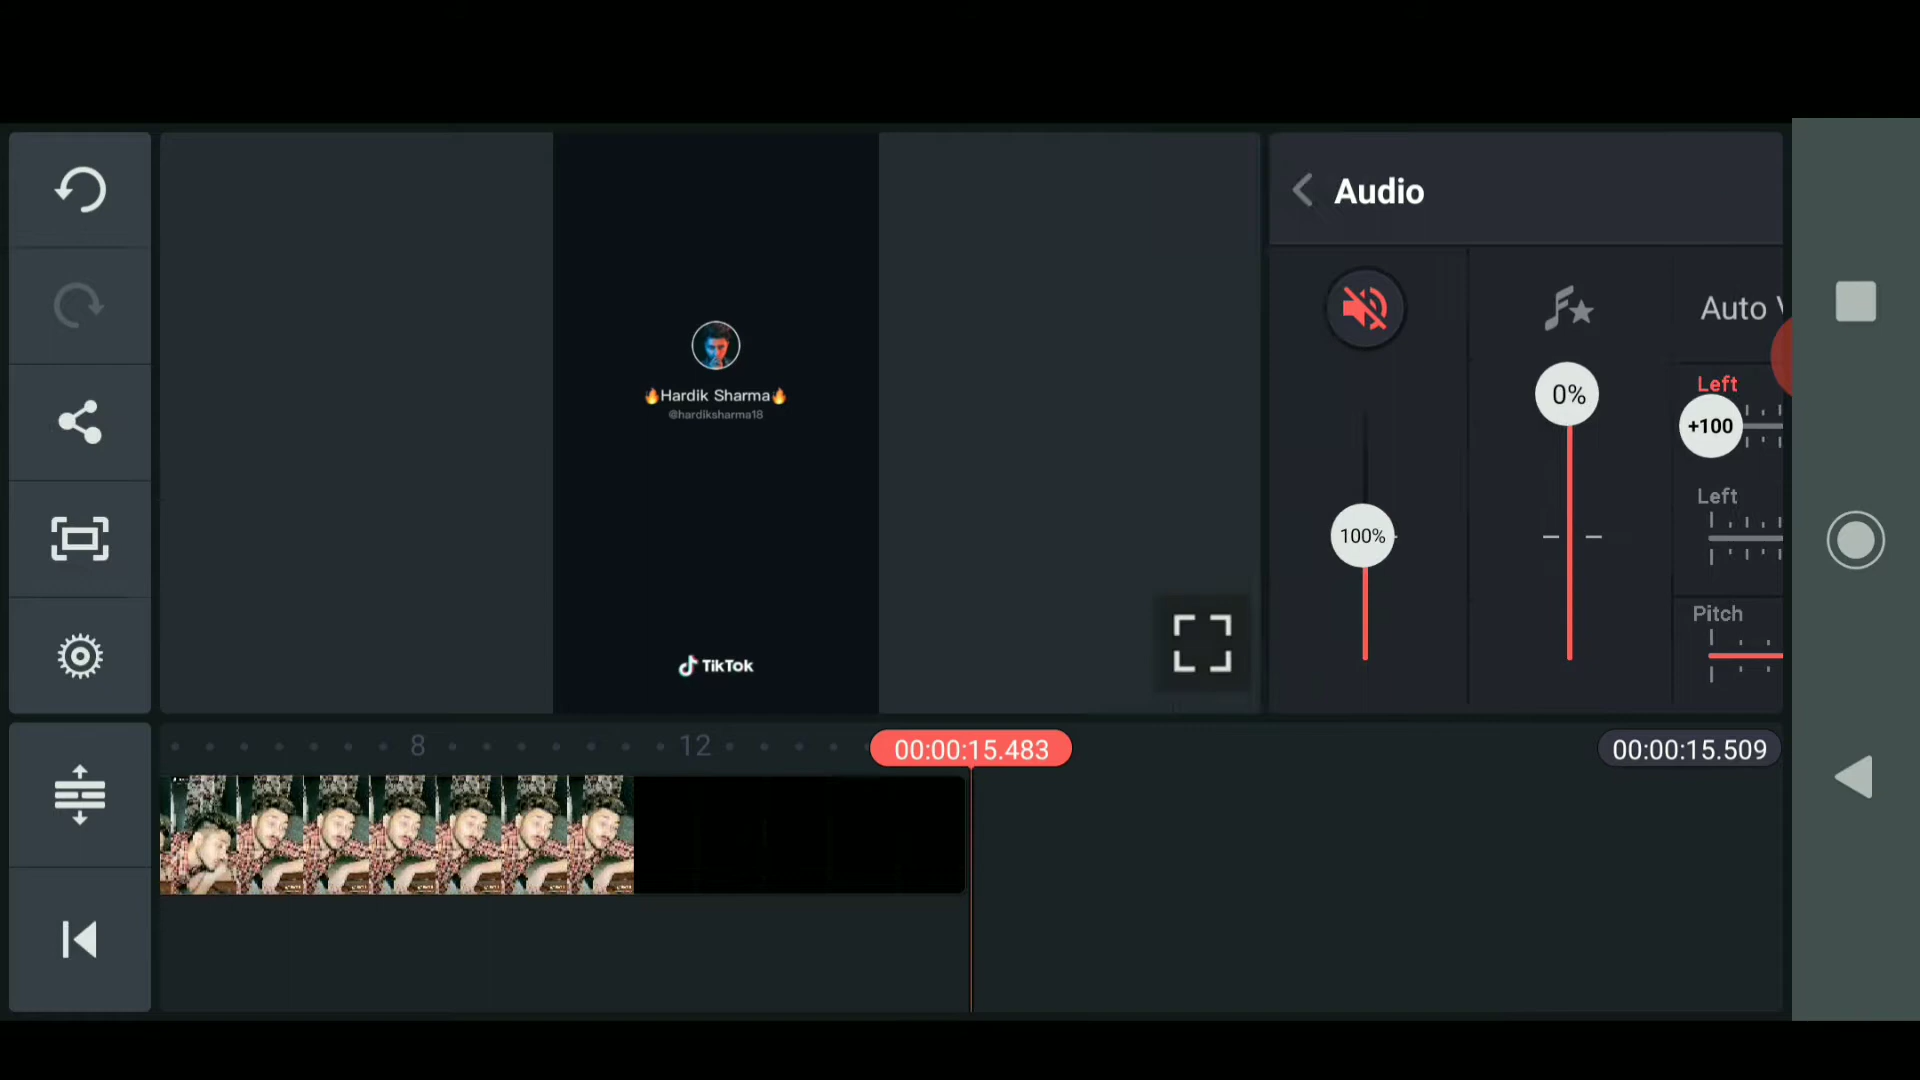 Audio
Auto
0%
Left
+100
🔥Hardik Sharma🔥
@hardiksharma18
Left
100%
Pitch
TikTok
8
12
00:00:15.483
00:00:15.509